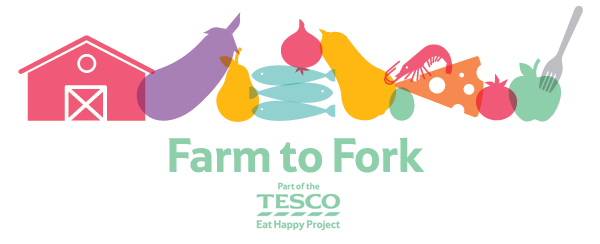 Farm to Fork
Part of the
TESCO
Eat Happy Project